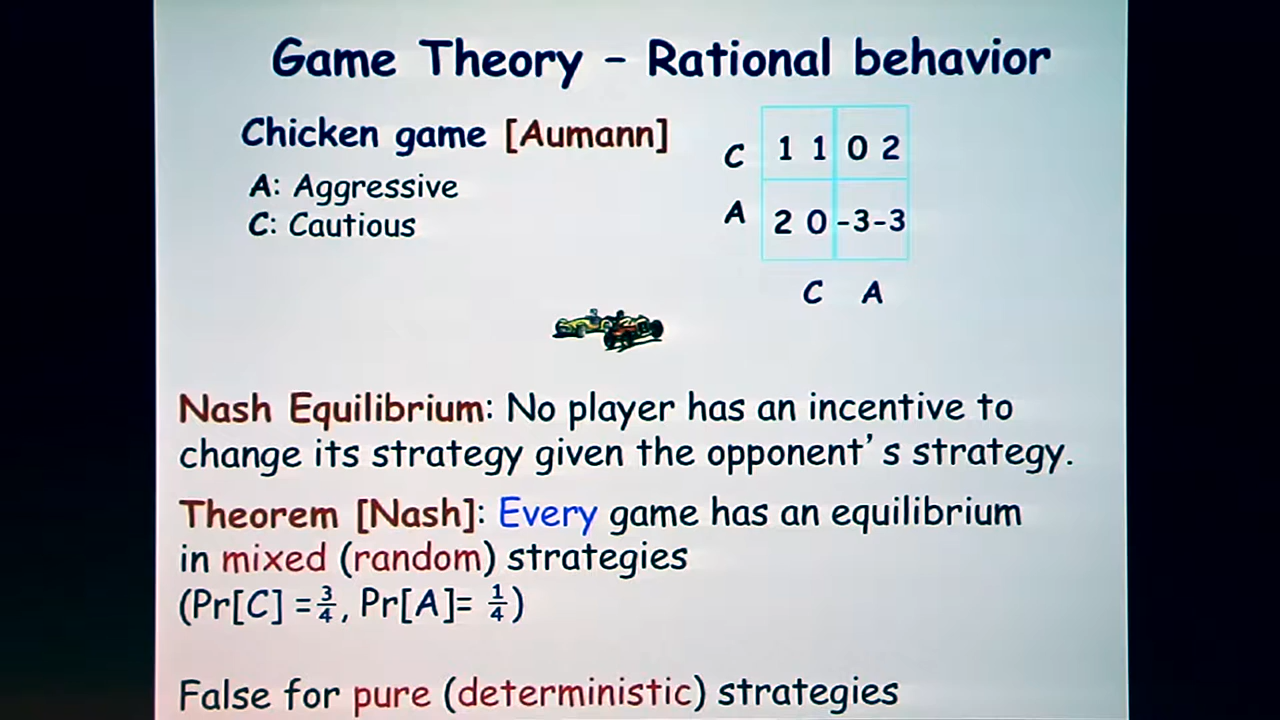 Game Theory – Rational behavior
Chicken game [Aumann]
A: Aggressive
C: Cautious
C 1 1 0 2
A 2 0 -3 -3
C A
Nash Equilibrium: No player has an incentive to
change its strategy given the opponent’s strategy.
Theorem [Nash]: Every game has an equilibrium
in mixed (random) strategies
(Pr[C] =¾, Pr[A]= ¼)
False for pure (deterministic) strategies